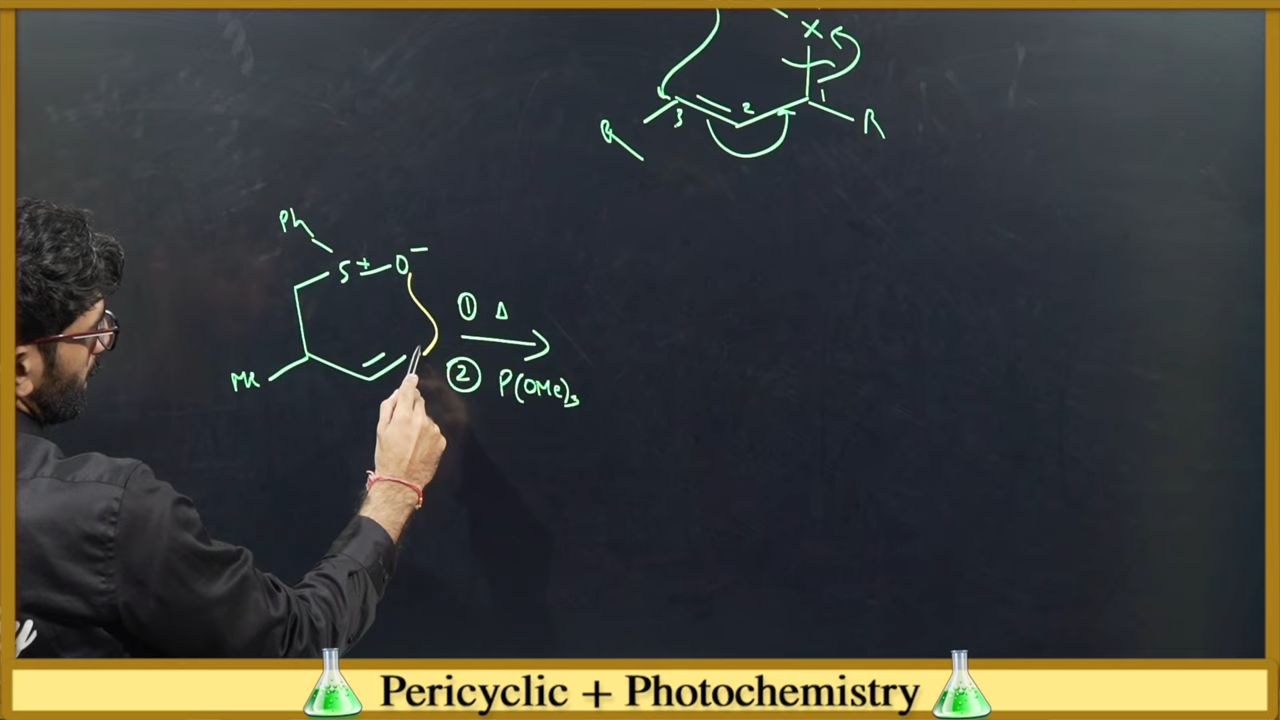 X
1
2
3
R
R
Ph
S+ — O−
① Δ
Me
② P(OMe)3
Pericyclic + Photochemistry